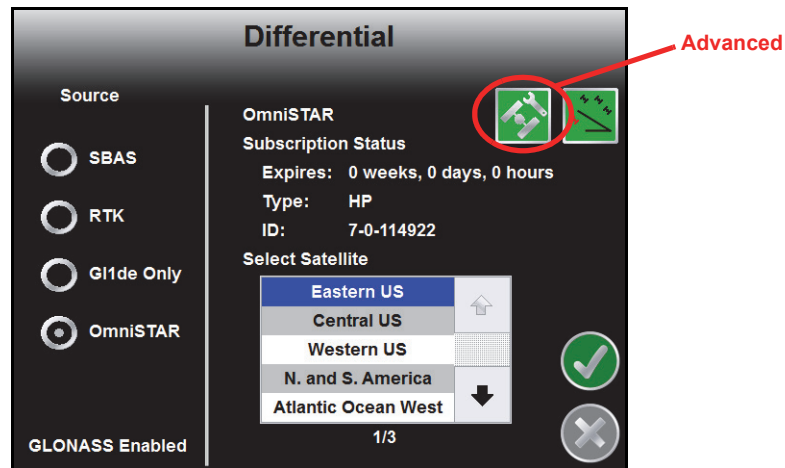 Differential
Advanced
Source
SBAS
RTK
Gl1de Only
OmniSTAR
GLONASS Enabled
OmniSTAR
Subscription Status
Expires: 0 weeks, 0 days, 0 hours
Type: HP
ID: 7-0-114922
Select Satellite
Eastern US
Central US
Western US
N. and S. America
Atlantic Ocean West
1/3